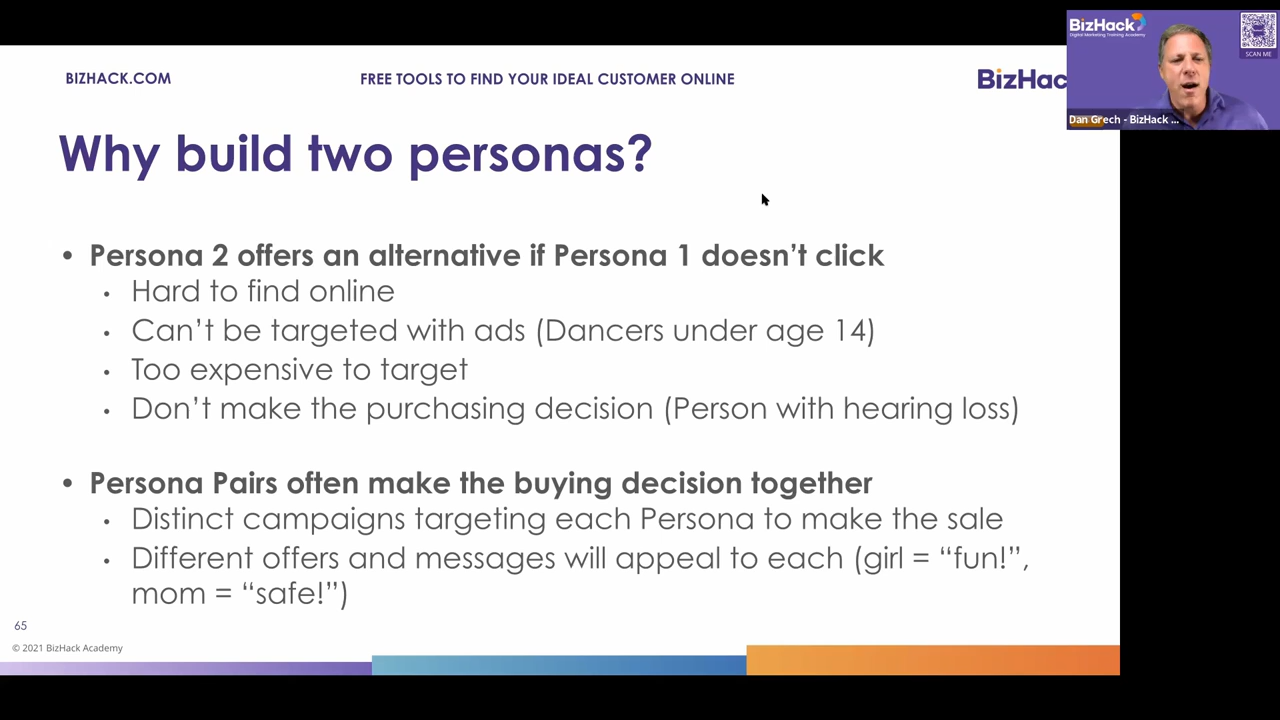 BIZHACK.COM
FREE TOOLS TO FIND YOUR IDEAL CUSTOMER ONLINE
BizHac
BizHack
Digital Marketing Training Academy
SCAN ME
Dan Grech - BizHack ...
Why build two personas?
• Persona 2 offers an alternative if Persona 1 doesn’t click
• Hard to find online
• Can’t be targeted with ads (Dancers under age 14)
• Too expensive to target
• Don’t make the purchasing decision (Person with hearing loss)
• Persona Pairs often make the buying decision together
• Distinct campaigns targeting each Persona to make the sale
• Different offers and messages will appeal to each (girl = “fun!”,
mom = “safe!”)
65
© 2021 BizHack Academy